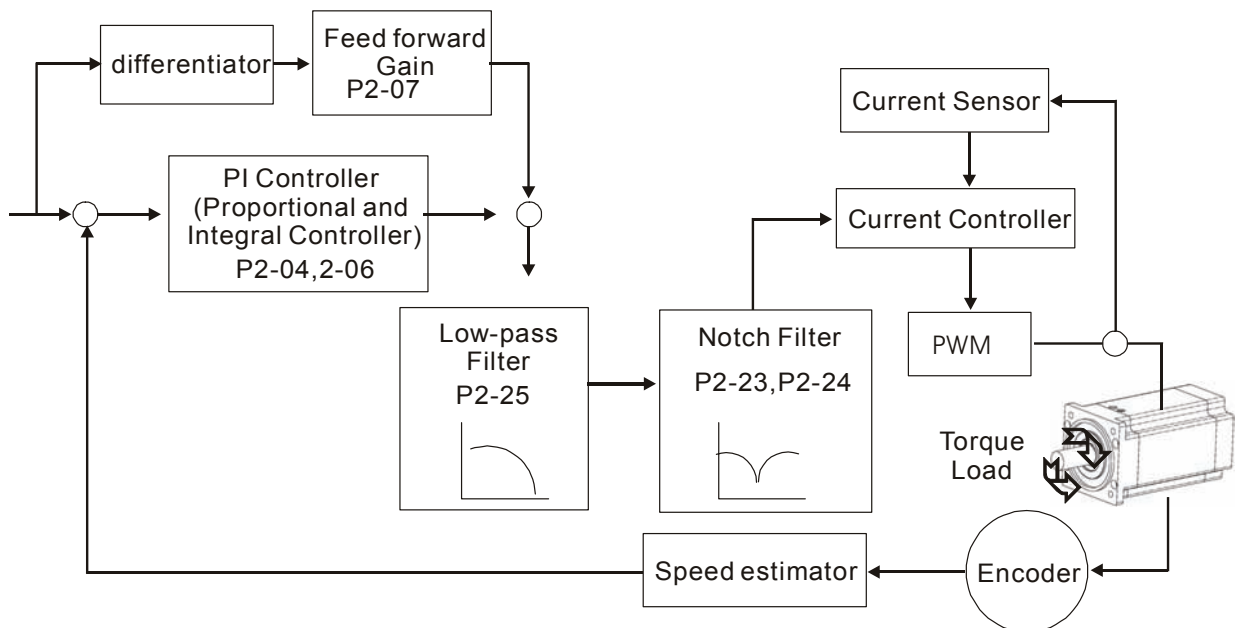 differentiator
Feed forward
Gain
P2-07
PI Controller
(Proportional and
Integral Controller)
P2-04,2-06
Low-pass
Filter
P2-25
Notch Filter
P2-23,P2-24
Current Sensor
Current Controller
PWM
Torque
Load
Encoder
Speed estimator